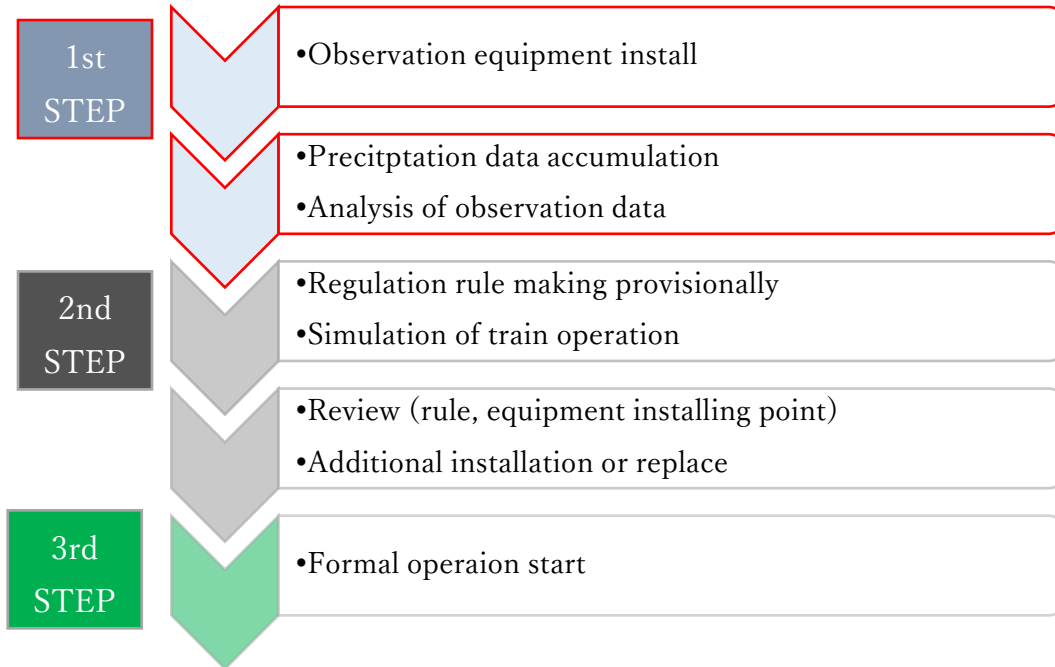 1st
STEP
•Observation equipment install
•Precitptation data accumulation
•Analysis of observation data
2nd
STEP
•Regulation rule making provisionally
•Simulation of train operation
•Review (rule, equipment installing point)
•Additional installation or replace
3rd
STEP
•Formal operaion start